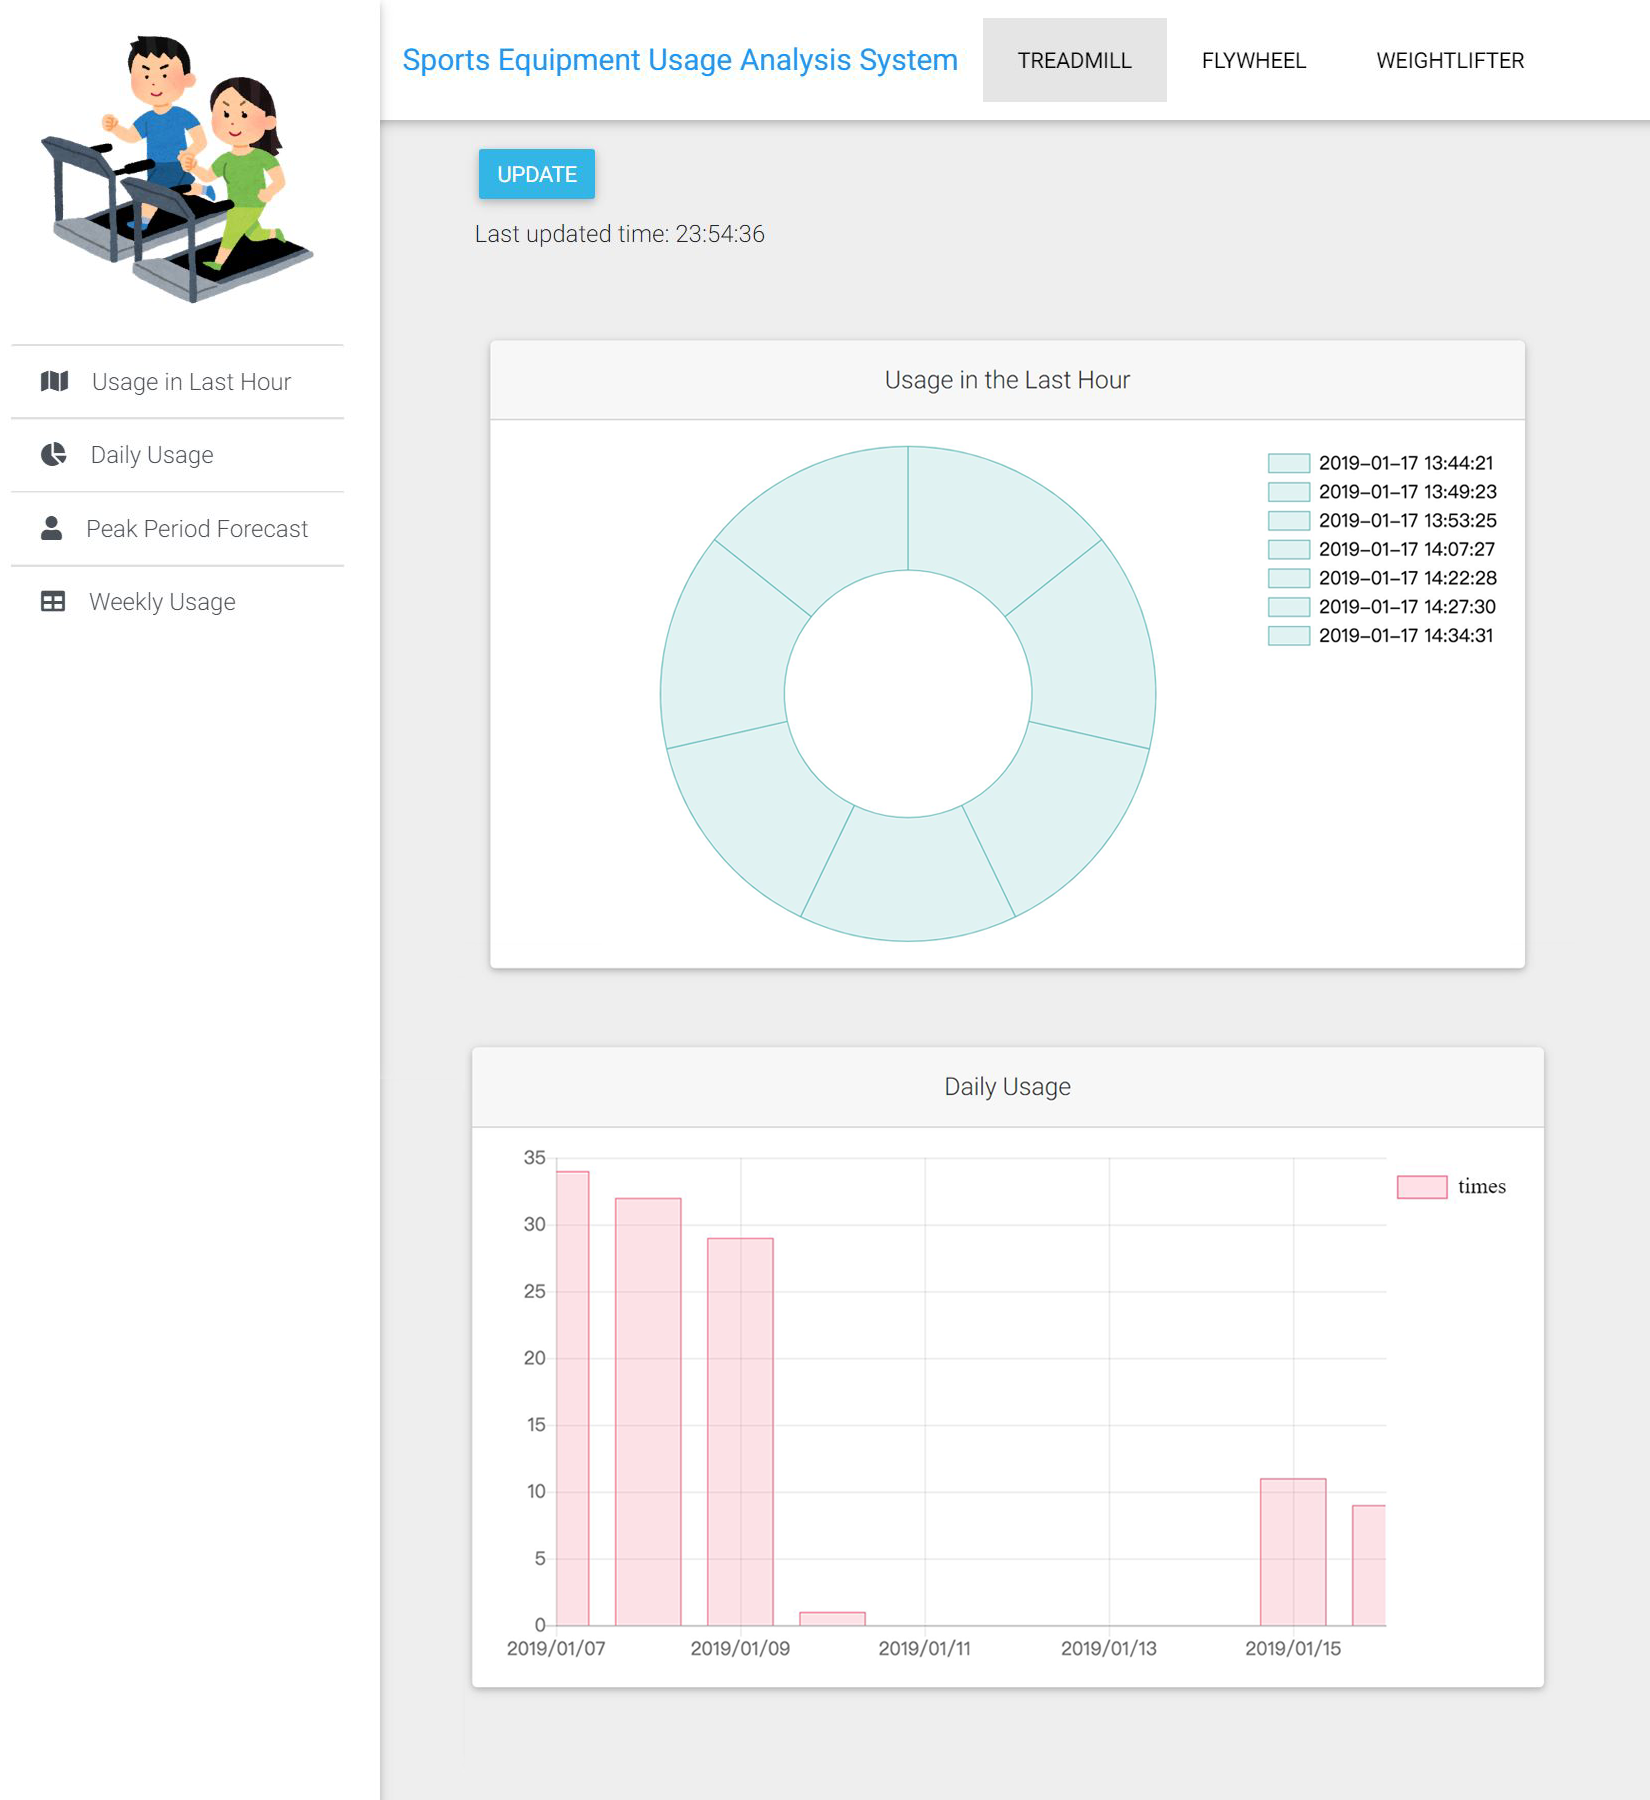 Sports Equipment Usage Analysis System
TREADMILL
FLYWHEEL
WEIGHTLIFTER
Usage in Last Hour
Daily Usage
Peak Period Forecast
Weekly Usage
UPDATE
Last updated time: 23:54:36
Usage in the Last Hour
2019-01-17 13:44:21
2019-01-17 13:49:23
2019-01-17 13:53:25
2019-01-17 14:07:27
2019-01-17 14:22:28
2019-01-17 14:27:30
2019-01-17 14:34:31
Daily Usage
35
30
25
20
15
10
5
0
2019/01/07
2019/01/09
2019/01/11
2019/01/13
2019/01/15
times